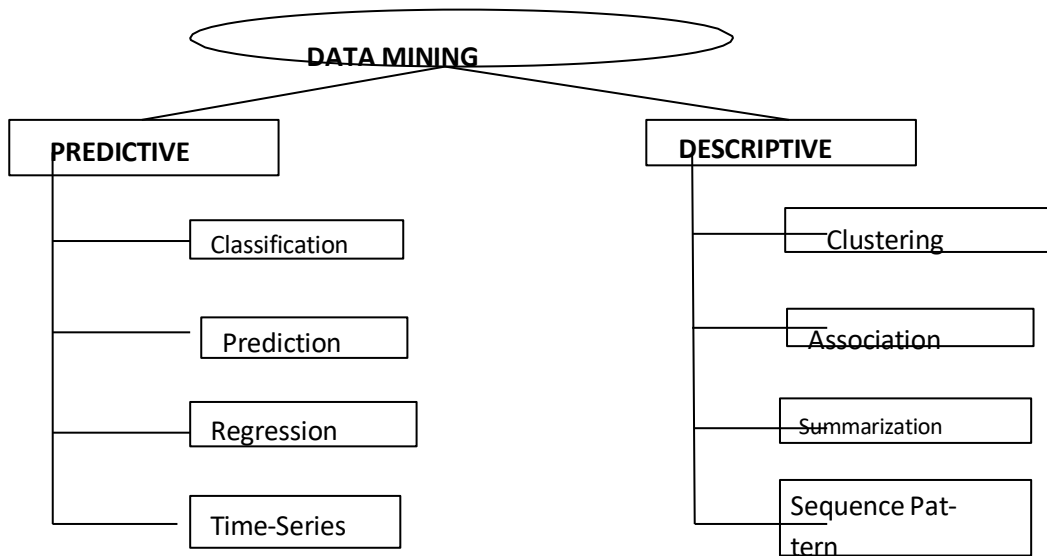 DATA MINING
PREDICTIVE
Classification
Prediction
Regression
Time-Series
DESCRIPTIVE
Clustering
Association
Summarization
Sequence Pat-
tern